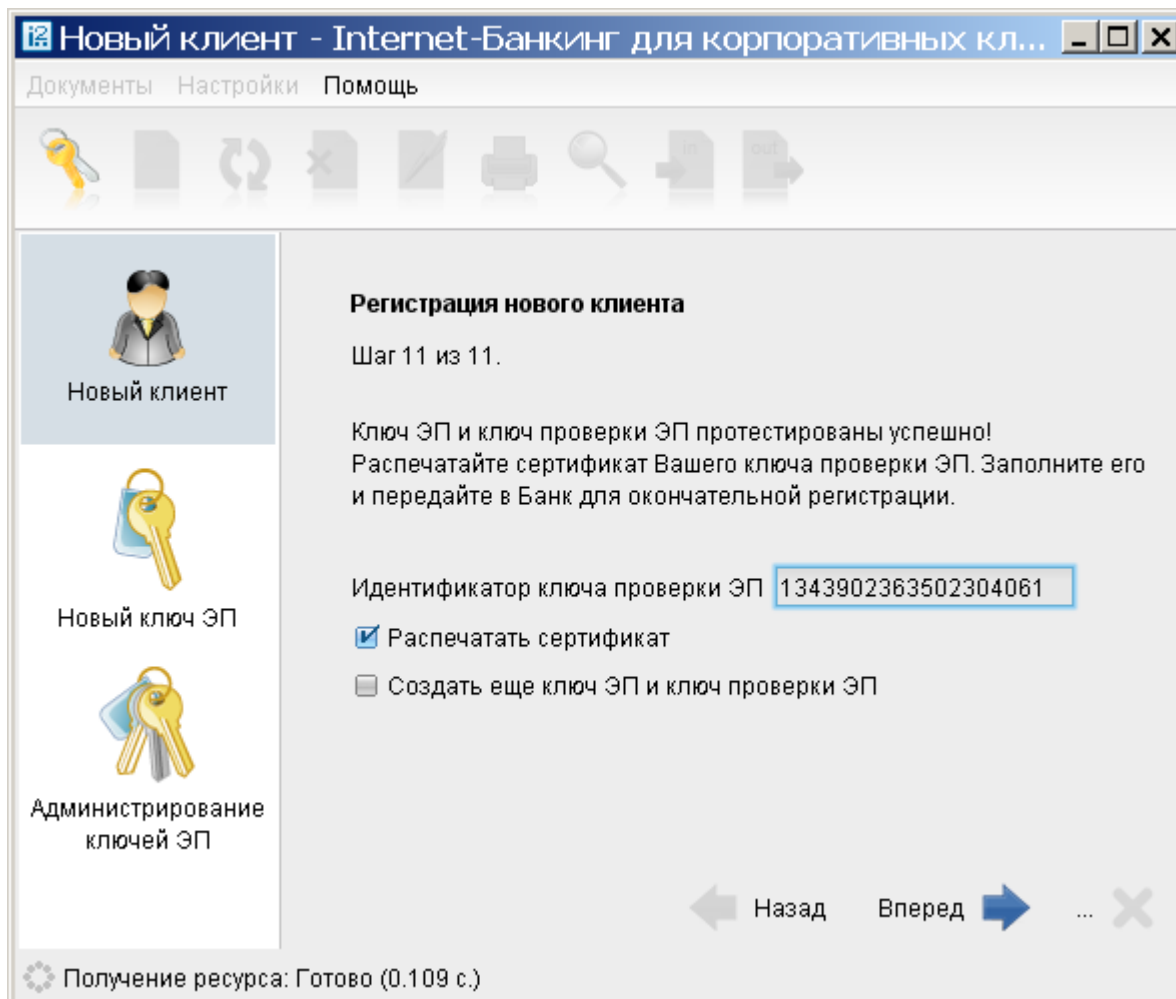 Новый клиент - Internet-Банкинг для корпоративных кл...
Документы Настройки Помощь
in out
Новый клиент
Новый ключ ЭП
Администрирование
ключей ЭП
Регистрация нового клиента
Шаг 11 из 11.
Ключ ЭП и ключ проверки ЭП протестированы успешно!
Распечатайте сертификат Вашего ключа проверки ЭП. Заполните его
и передайте в Банк для окончательной регистрации.
Идентификатор ключа проверки ЭП 1343902363502304061
Распечатать сертификат
Создать еще ключ ЭП и ключ проверки ЭП
Назад Вперед ...
Получение ресурса: Готово (0.109 с.)